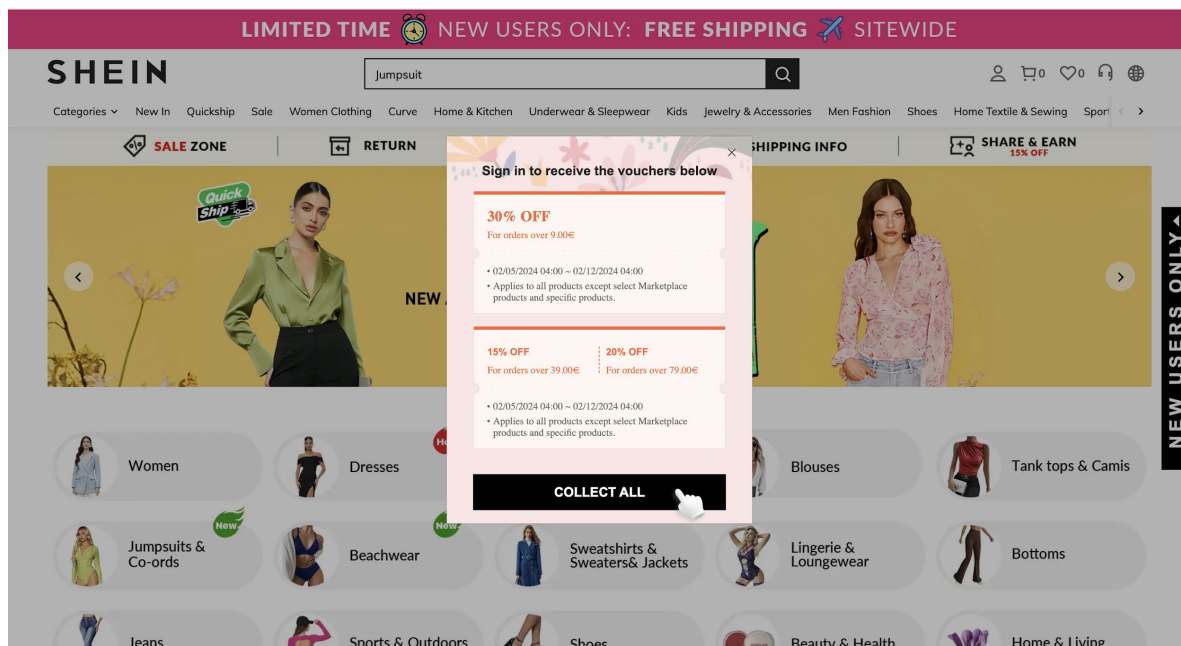 LIMITED TIME NEW USERS ONLY: FREE SHIPPING SITEWIDE
SHEIN
Jumpsuit
0 0
Categories New In Quickship Sale Women Clothing Curve Home & Kitchen Underwear & Sleepwear Kids Jewelry & Accessories Men Fashion Shoes Home Textile & Sewing
SALE ZONE
RETURN
SHIPPING INFO
SHARE & EARN
15% OFF
Quick
Ship
NEW
Sign in to receive the vouchers below
30% OFF
For orders over 9.00€
• 02/05/2024 04:00 ~ 02/12/2024 04:00
• Applies to all products except select Marketplace
products and specific products.
15% OFF 20% OFF
For orders over 39.00€ For orders over 79.00€
• 02/05/2024 04:00 ~ 02/12/2024 04:00
• Applies to all products except select Marketplace
products and specific products.
COLLECT ALL
NEW USERS ONLY
Women
Dresses
Blouses
Tank tops & Camis
New
Jumpsuits &
Co-ords
New
Beachwear
Sweatshirts &
Sweaters& Jackets
Lingerie &
Loungewear
Bottoms
Jeans
Sports & Outdoors
Shoes
Beauty & Health
Home & Living